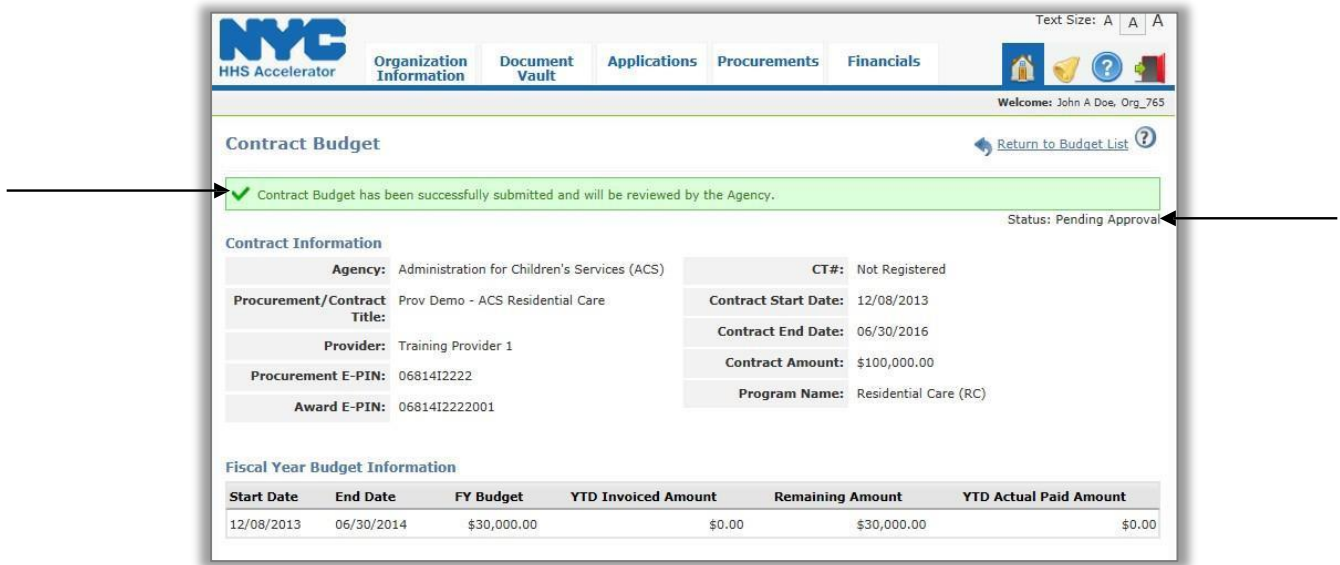 Text Size: A A A
NYC
HHS Accelerator
Organization Information
Document Vault
Applications
Procurements
Financials
Welcome: John A Doe, Org_765
Contract Budget
Return to Budget List
Contract Budget has been successfully submitted and will be reviewed by the Agency.
Status: Pending Approval
Contract Information
Agency: Administration for Children's Services (ACS)
CT#: Not Registered
Procurement/Contract Title: Prov Demo - ACS Residential Care
Contract Start Date: 12/08/2013
Provider: Training Provider 1
Contract End Date: 06/30/2016
Procurement E-PIN: 06814I2222
Contract Amount: $100,000.00
Award E-PIN: 06814I2222001
Program Name: Residential Care (RC)
Fiscal Year Budget Information
Start Date End Date FY Budget YTD Invoiced Amount Remaining Amount YTD Actual Paid Amount
12/08/2013 06/30/2014 $30,000.00 $0.00 $30,000.00 $0.00